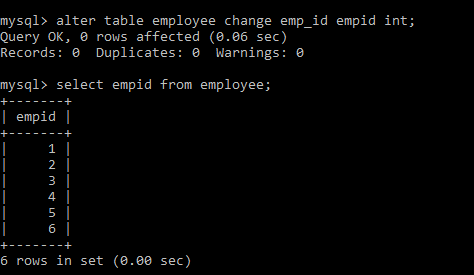 mysql> alter table employee change emp_id empid int;
Query OK, 0 rows affected (0.06 sec)
Records: 0  Duplicates: 0  Warnings: 0

mysql> select empid from employee;
+-------+
| empid |
+-------+
|     1 |
|     2 |
|     3 |
|     4 |
|     5 |
|     6 |
+-------+
6 rows in set (0.00 sec)